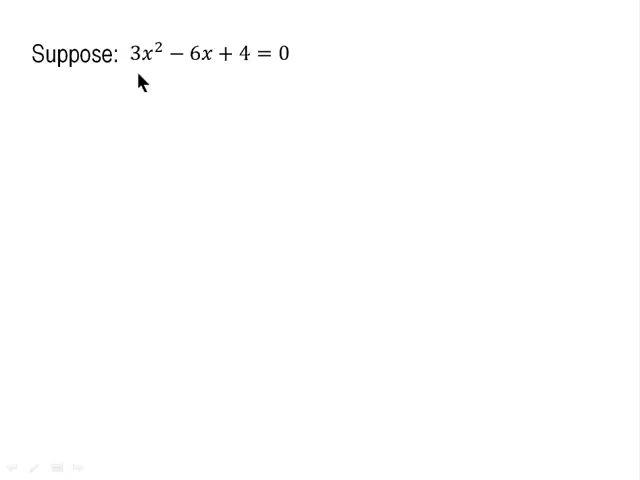 Suppose: 3𝑥² − 6𝑥 + 4 = 0